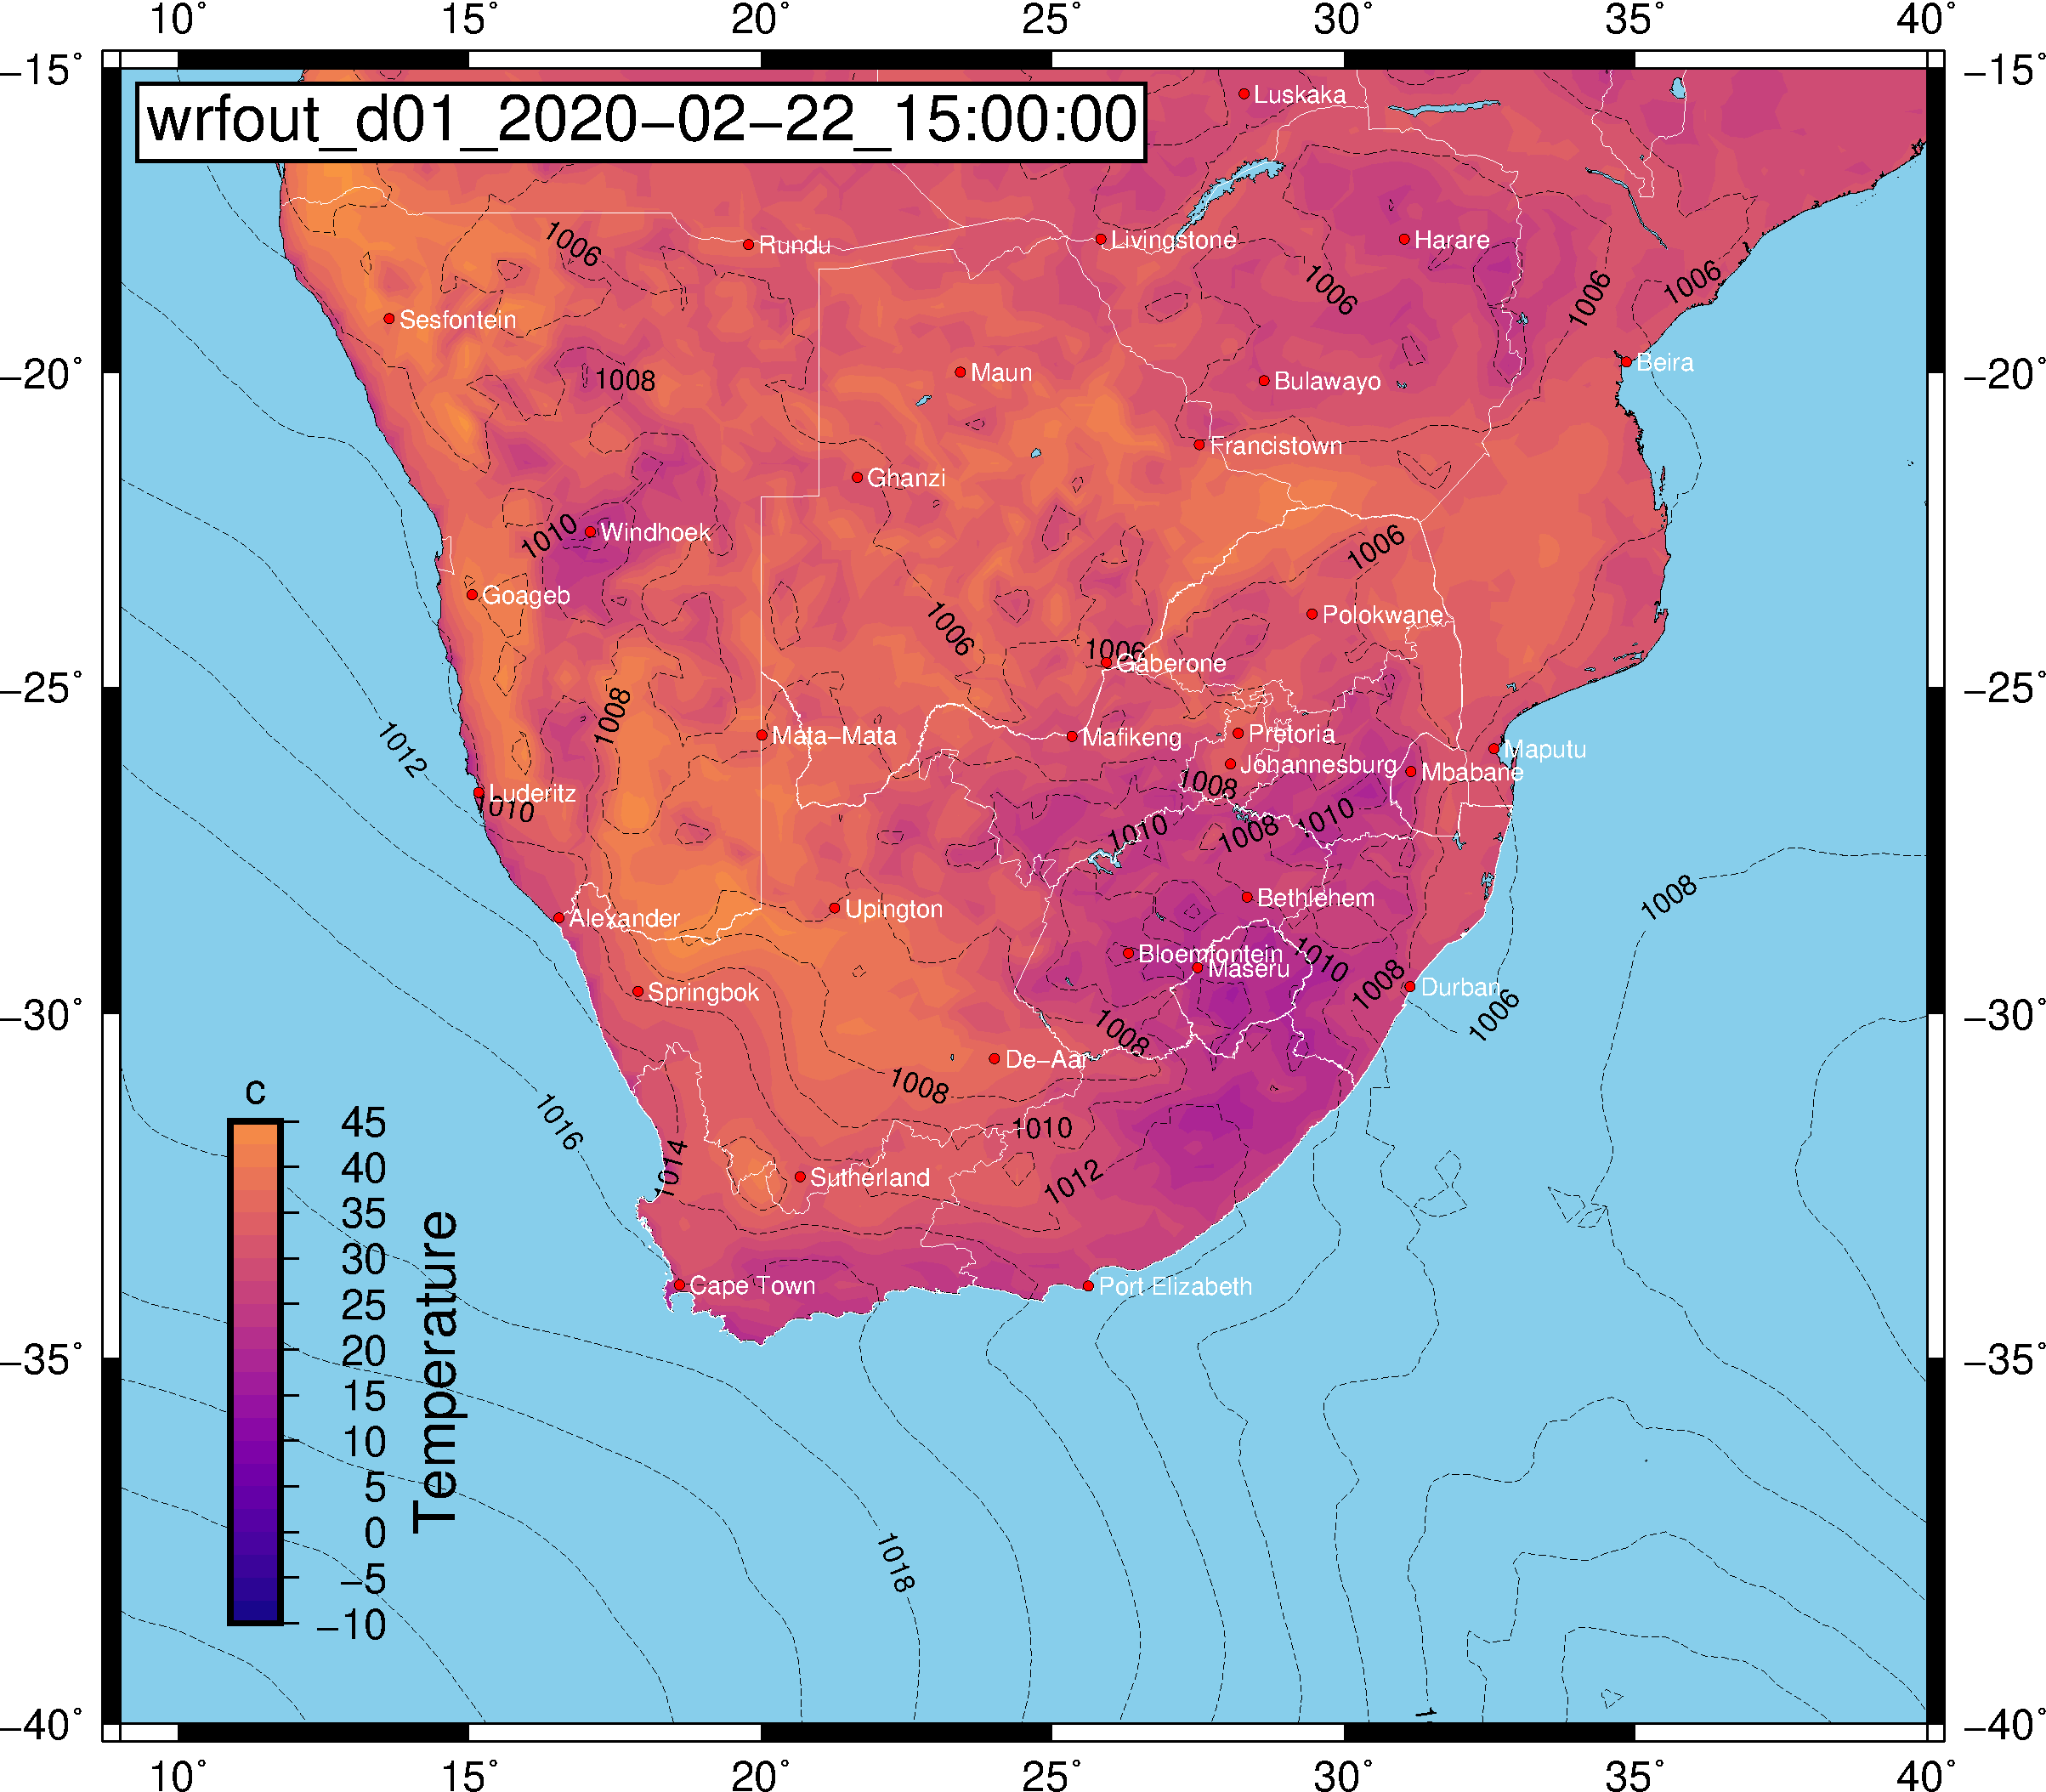 10° 15° 20° 25° 30° 35° 40°
−15° −15°
wrfout_d01_2020−02−22_15:00:00
Luskaka
1006 Rundu Livingstone Harare
1006 1006 1006
Sesfontein
−20° 1008 Maun Bulawayo Beira −20°
Francistown
Ghanzi
1010 Windhoek 1006
Goageb 1006 Polokwane
1006
Gaberone
−25° −25°
1008
1012 Mata−Mata Mafikeng Pretoria Maputu
Johannesburg Mbabane
Luderitz 1008
1010 1010 1008 1010
1008
Bethlehem
Alexander Upington
Bloemfontein 1010
Maseru
Springbok 1008 Durban
−30° 1008 1006 −30°
De−Aar
1008
c
1016 1010
45
40 1014 Sutherland 1012
35
30
25 Cape Town Port Elizabeth
20
−35° −35°
15
10
5
0
−5
−10
Temperature
1018
1
−40° −40°
10° 15° 20° 25° 30° 35° 40°